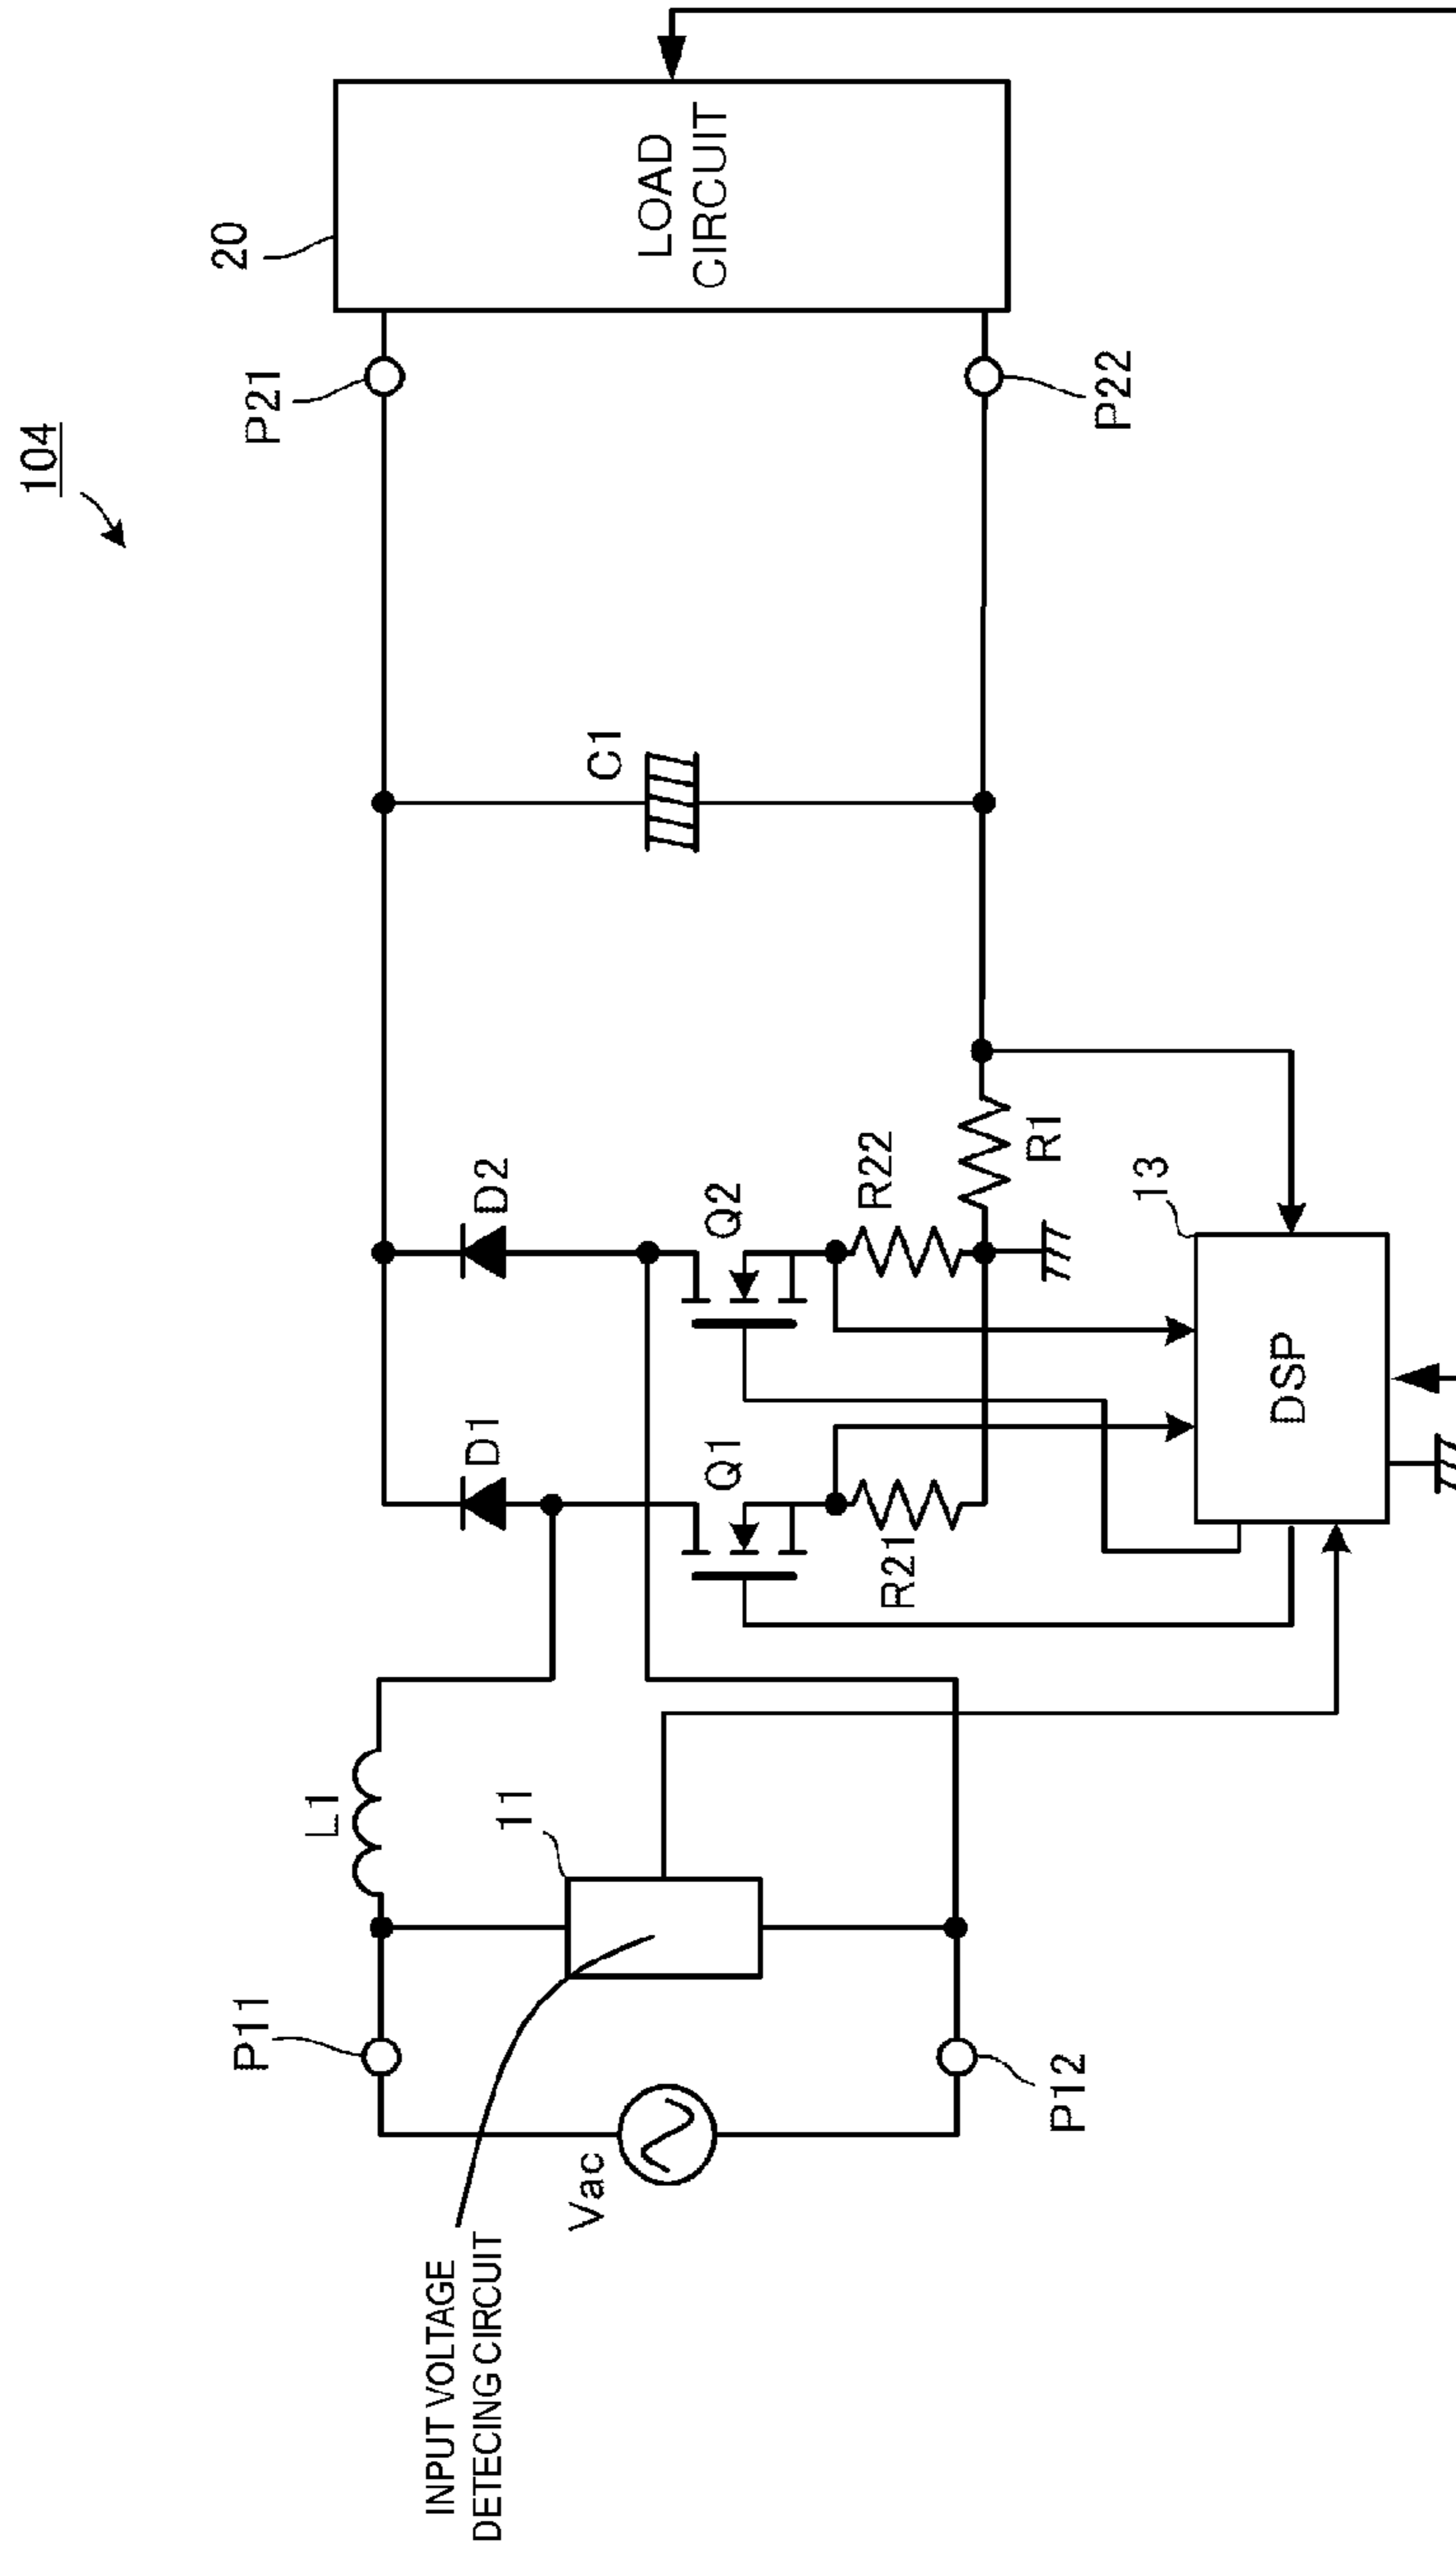 104
20
P21
LOAD
CIRCUIT
P22
C1
D2
Q2
R22
R1
13
D1
Q1
R21
DSP
L1
11
P11
P12
Vac
INPUT VOLTAGE
DETECING CIRCUIT